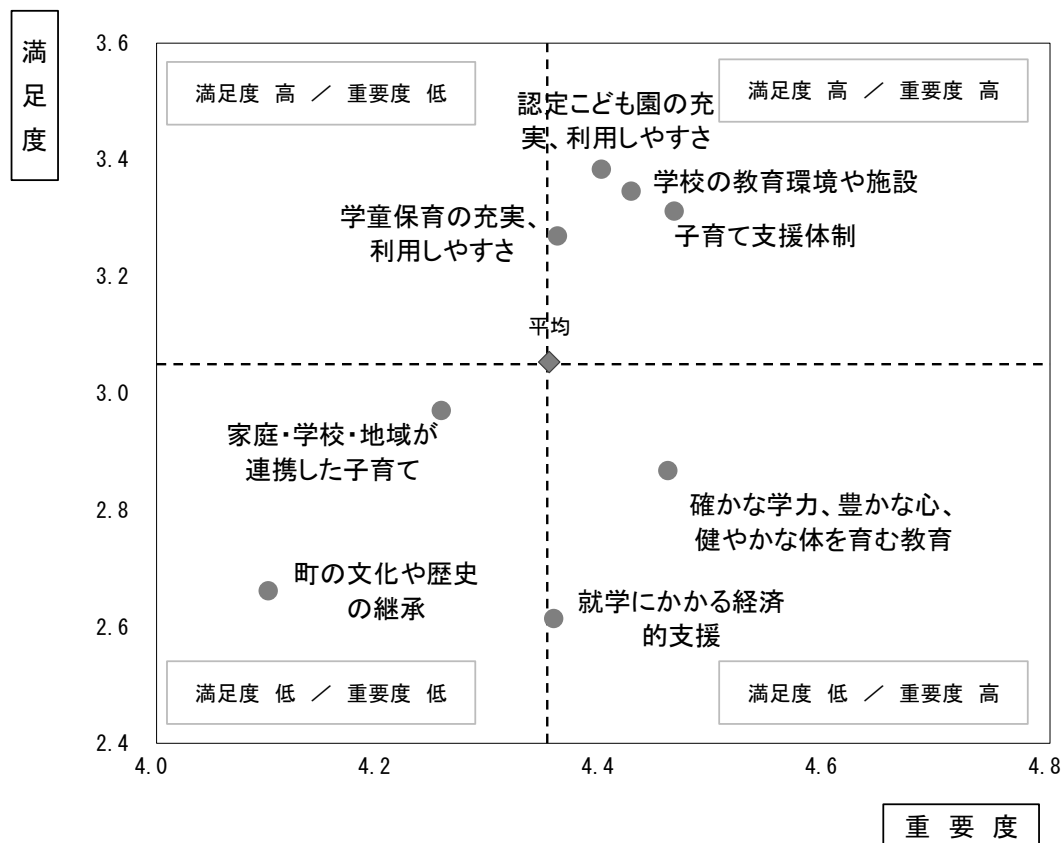 満足度
3.6
3.4
3.2
3.0
2.8
2.6
2.4
満足度 高 ／ 重要度 低
満足度 高 ／ 重要度 高
認定こども園の充
実、利用しやすさ
学校の教育環境や施設
子育て支援体制
学童保育の充実、
利用しやすさ
平均
家庭・学校・地域が
連携した子育て
確かな学力、豊かな心、
健やかな体を育む教育
町の文化や歴史
の継承
就学にかかる経済
的支援
満足度 低 ／ 重要度 低
満足度 低 ／ 重要度 高
4.0
4.2
4.4
4.6
4.8
重 要 度